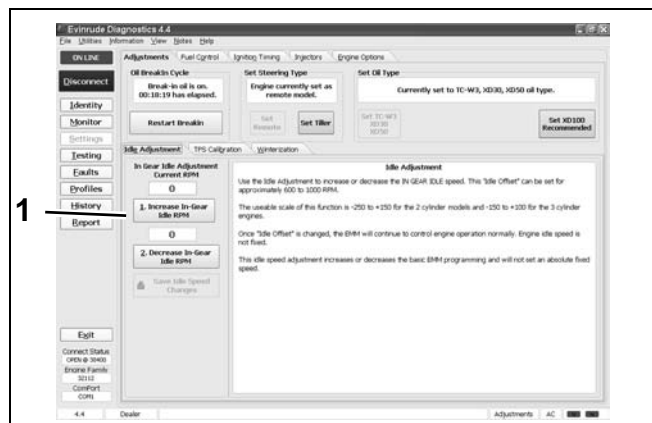 Evinrude Diagnostics 4.4
File Utilities Information View Notes Help
ON LINE
Disconnect
Identity
Monitor
Settings
Testing
Faults
Profiles
History
Report
Exit
Connect Status
OPEN @ 38400
Engine Family
32112
ComPort
COM1
Adjustments Fuel Control Ignition Timing Injectors Engine Options
Oil BreakIn Cycle
Break-in oil is on.
00:18:19 has elapsed.
Restart BreakIn
Set Steering Type
Engine currently set as
remote model.
Set
Remote
Set Tiller
Set Oil Type
Currently set to TC-W3, XD30, XD50 oil type.
Set TC-W3
XD30
XD50
Set XD100
Recommended
Idle Adjustment TPS Calibration Winterization
In Gear Idle Adjustment
Current RPM
0
1. Increase In-Gear
Idle RPM
0
2. Decrease In-Gear
Idle RPM
Save Idle Speed
Changes
1
Idle Adjustment
Use the Idle Adjustment to increase or decrease the IN GEAR IDLE speed. This "Idle Offset" can be set for
approximately 600 to 1000 RPM.
The useable scale of this function is -250 to +150 for the 2 cylinder models and -150 to +100 for the 3 cylinder
engines.
Once "Idle Offset" is changed, the EMM will continue to control engine operation normally. Engine idle speed is
not fixed.
This idle speed adjustment increases or decreases the basic EMM programming and will not set an absolute fixed
speed.
4.4 Dealer Adjustments AC